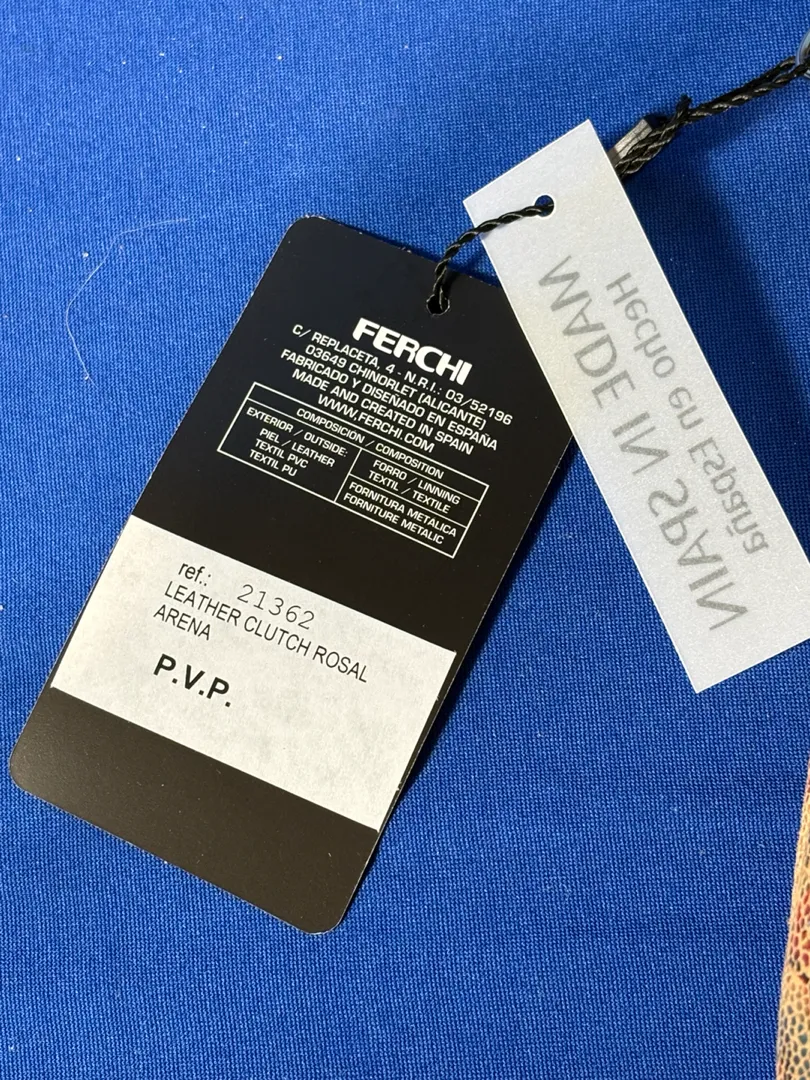 FERCHI
C/ REPLACETA, 4 - N.R.I.: 03/52196
03649 CHINORLET (ALICANTE)
FABRICADO Y DISEÑADO EN ESPAÑA
MADE AND CREATED IN SPAIN
WWW.FERCHI.COM
COMPOSICIÓN / COMPOSITION
EXTERIOR / OUTSIDE:
PIEL / LEATHER
TEXTIL PVC
TEXTIL PU
FORRO / LINNING
TEXTIL / TEXTILE
FORNITURA METALICA
FORNITURE METALIC
ref.: 21362
LEATHER CLUTCH ROSAL
ARENA
P.V.P.
MADE IN SPAIN
Hecho en España